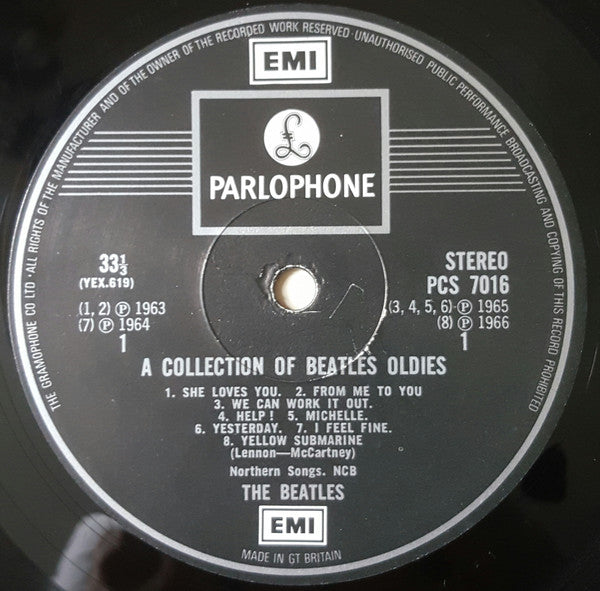 THE GRAMOPHONE CO LTD · ALL RIGHTS OF THE MANUFACTURER AND OF THE OWNER OF THE RECORDED WORK RESERVED · UNAUTHORISED PUBLIC PERFORMANCE BROADCASTING AND COPYING OF THIS RECORD PROHIBITED
EMI
£
PARLOPHONE
33⅓
(YEX.619)
STEREO
PCS 7016
(1, 2) ℗ 1963
(7) ℗ 1964
1
(3, 4, 5, 6) ℗ 1965
(8) ℗ 1966
1
A COLLECTION OF BEATLES OLDIES
1. SHE LOVES YOU. 2. FROM ME TO YOU
3. WE CAN WORK IT OUT.
4. HELP! 5. MICHELLE.
6. YESTERDAY. 7. I FEEL FINE.
8. YELLOW SUBMARINE
(Lennon—McCartney)
Northern Songs. NCB
THE BEATLES
EMI
MADE IN GT BRITAIN